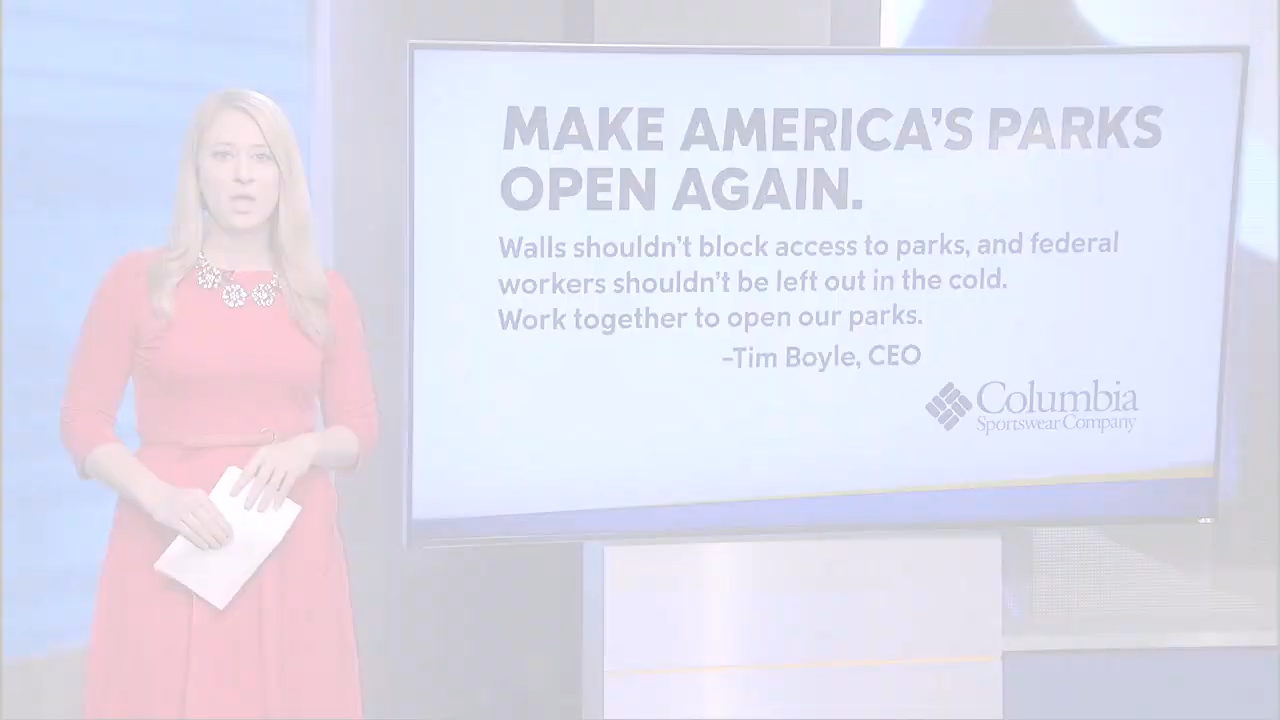 MAKE AMERICA'S PARKS
OPEN AGAIN.
Walls shouldn't block access to parks, and federal
workers shouldn't be left out in the cold.
Work together to open our parks.
-Tim Boyle, CEO
Columbia
Sportswear Company